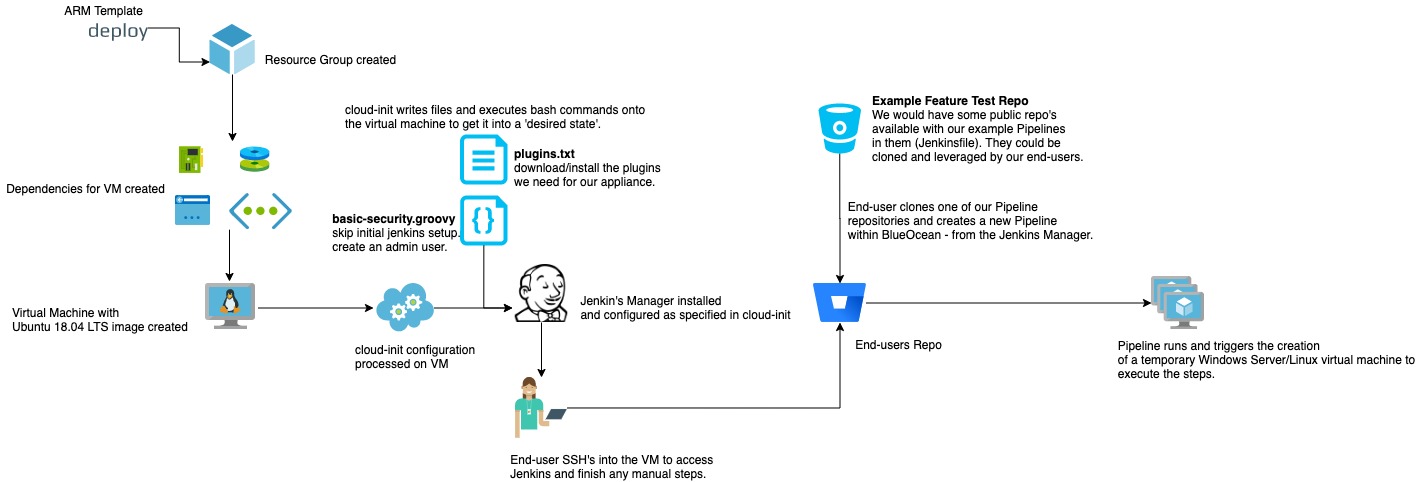 ARM Template
deploy
Resource Group created
Dependencies for VM created
Virtual Machine with
Ubuntu 18.04 LTS image created
cloud-init writes files and executes bash commands onto
the virtual machine to get it into a 'desired state'.
plugins.txt
download/install the plugins
we need for our appliance.
basic-security.groovy
skip initial jenkins setup.
create an admin user.
cloud-init configuration
processed on VM
Jenkin's Manager installed
and configured as specified in cloud-init
End-user SSH's into the VM to access
Jenkins and finish any manual steps.
Example Feature Test Repo
We would have some public repo's
available with our example Pipelines
in them (Jenkinsfile). They could be
cloned and leveraged by our end-users.
End-user clones one of our Pipeline
repositories and creates a new Pipeline
within BlueOcean - from the Jenkins Manager.
End-users Repo
Pipeline runs and triggers the creation
of a temporary Windows Server/Linux virtual machine to
execute the steps.